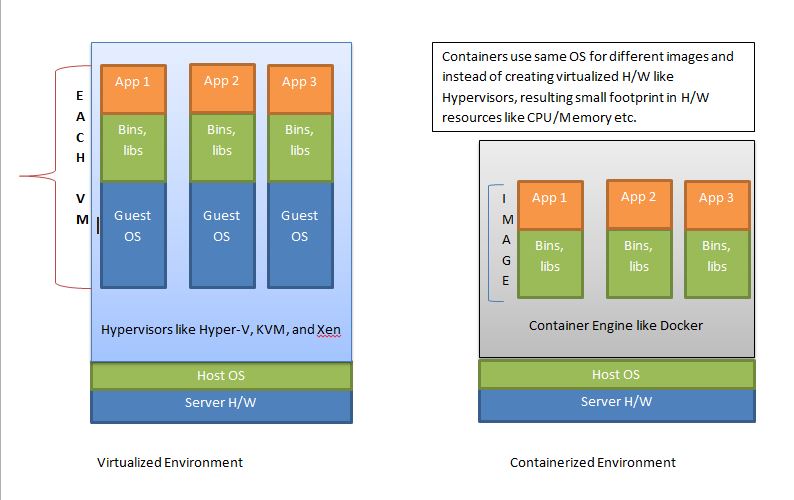 EACH VM
App 1
Bins,
libs
Guest
OS
App 2
Bins,
libs
Guest
OS
App 3
Bins,
libs
Guest
OS
Hypervisors like Hyper-V, KVM, and Xen
Host OS
Server H/W
Virtualized Environment
Containers use same OS for different images and
instead of creating virtualized H/W like
Hypervisors, resulting small footprint in H/W
resources like CPU/Memory etc.
IMAGE
App 1
Bins,
libs
App 2
Bins,
libs
App 3
Bins,
libs
Container Engine like Docker
Host OS
Server H/W
Containerized Environment